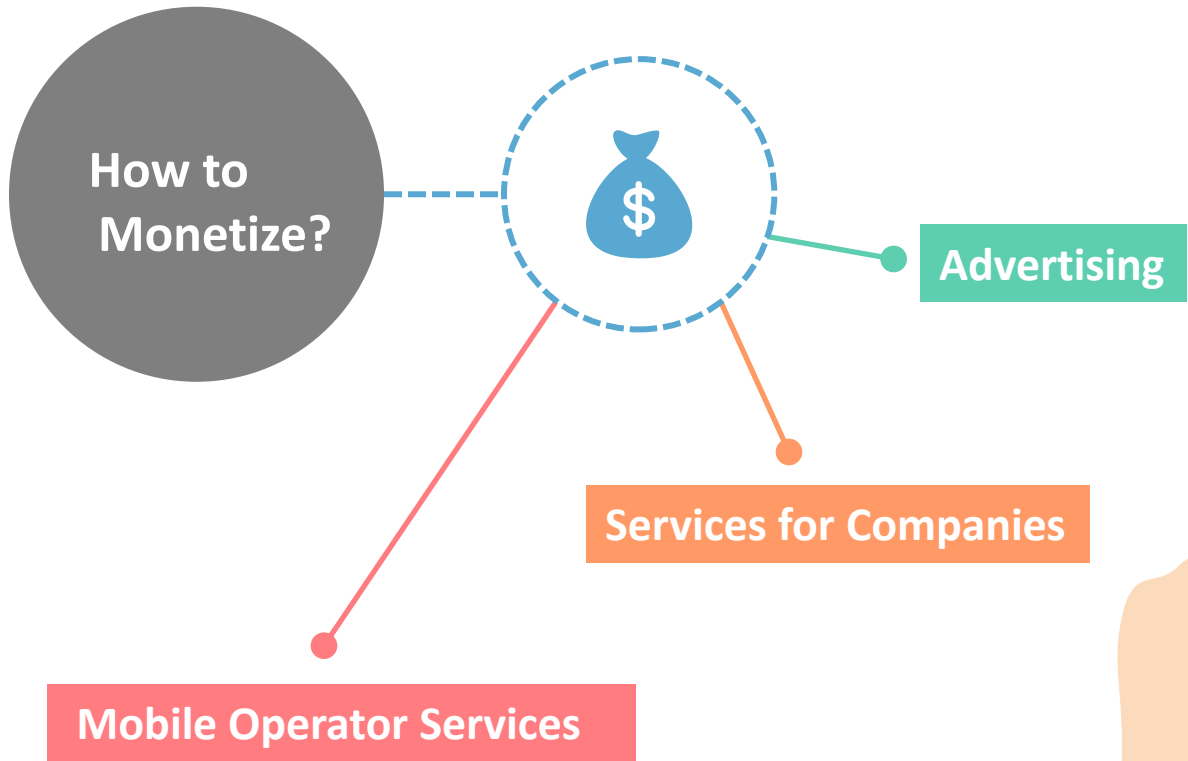 How to
Monetize?
$
Advertising
Services for Companies
Mobile Operator Services